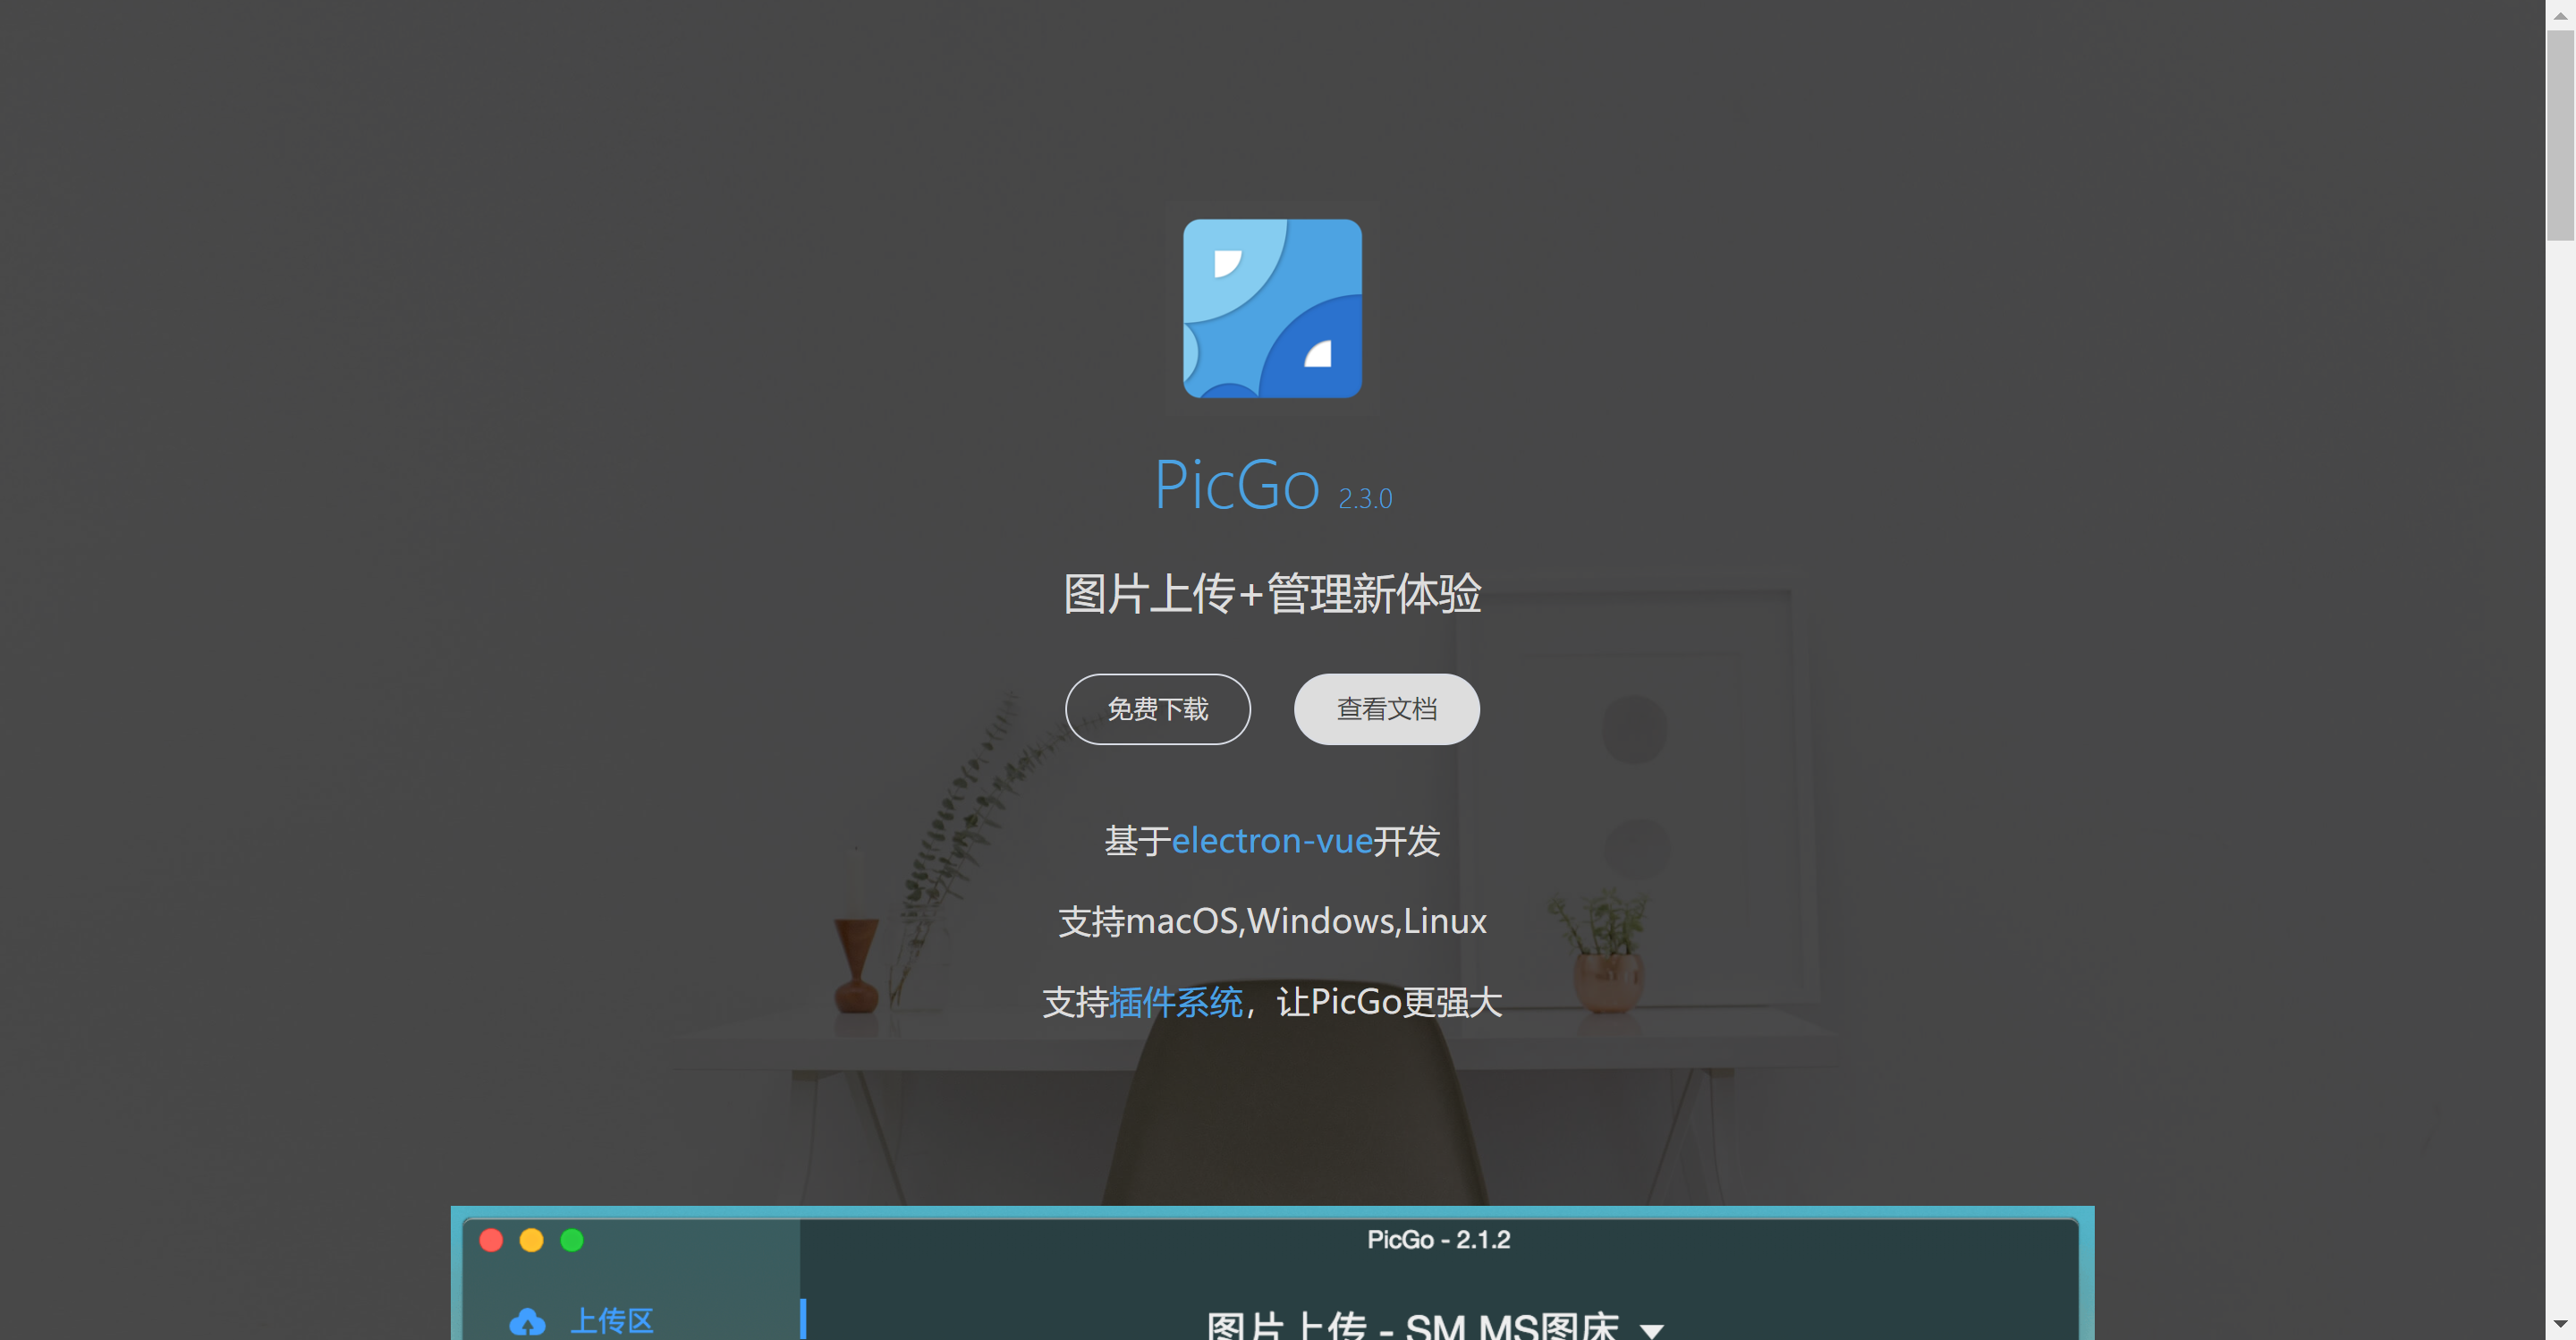 PicGo 2.3.0
图片上传+管理新体验
免费下载 查看文档
基于electron-vue开发
支持macOS,Windows,Linux
支持插件系统，让PicGo更强大
PicGo - 2.1.2
上传区
图片上传 - SM.MS图床